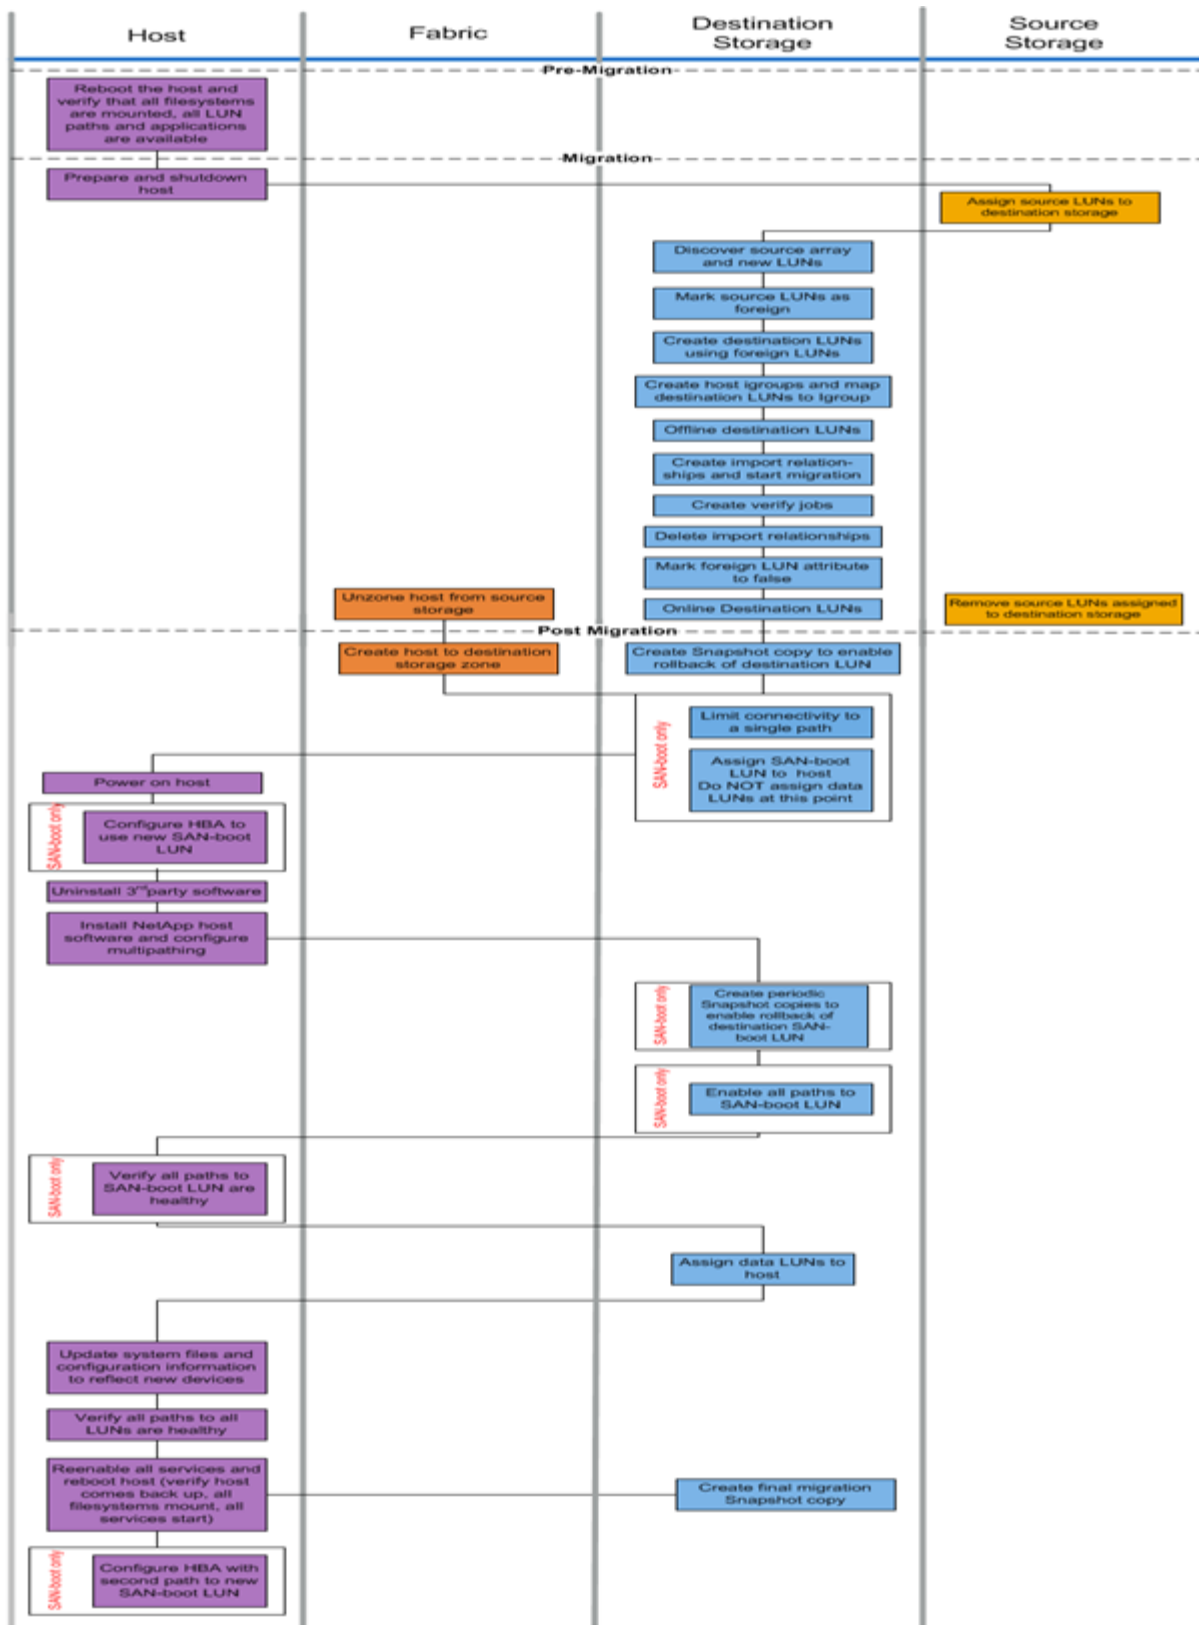 Host
Fabric
Destination
Storage
Source
Storage
Pre-Migration
Reboot the host and
verify that all filesystems
are mounted, all LUN
paths and applications
are available
Migration
Prepare and shutdown
host
Assign source LUNs to
destination storage
Discover source array
and new LUNs
Mark source LUNs as
foreign
Create destination LUNs
using foreign LUNs
Create host igroups and map
destination LUNs to Igroup
Offline destination LUNs
Create import relation-
ships and start migration
Create verify jobs
Delete import relationships
Mark foreign LUN attribute
to false
Unzone host from source
storage
Online Destination LUNs
Remove source LUNs assigned
to destination storage
Post Migration
Create host to destination
storage zone
Create Snapshot copy to enable
rollback of destination LUN
SAN-boot only
Limit connectivity to
a single path
Assign SAN-boot
LUN to host
Do NOT assign data
LUNs at this point
Power on host
SAN-boot only
Configure HBA to
use new SAN-boot
LUN
Uninstall 3rd party software
Install NetApp host
software and configure
multipathing
SAN-boot only
Create periodic
Snapshot copies to
enable rollback of
destination SAN-
boot LUN
SAN-boot only
Enable all paths to
SAN-boot LUN
SAN-boot only
Verify all paths to
SAN-boot LUN are
healthy
Assign data LUNs to
host
Update system files and
configuration information
to reflect new devices
Verify all paths to all
LUNs are healthy
Reenable all services and
reboot host (verify host
comes back up, all
filesystems mount, all
services start)
Create final migration
Snapshot copy
SAN-boot only
Configure HBA with
second path to new
SAN-boot LUN